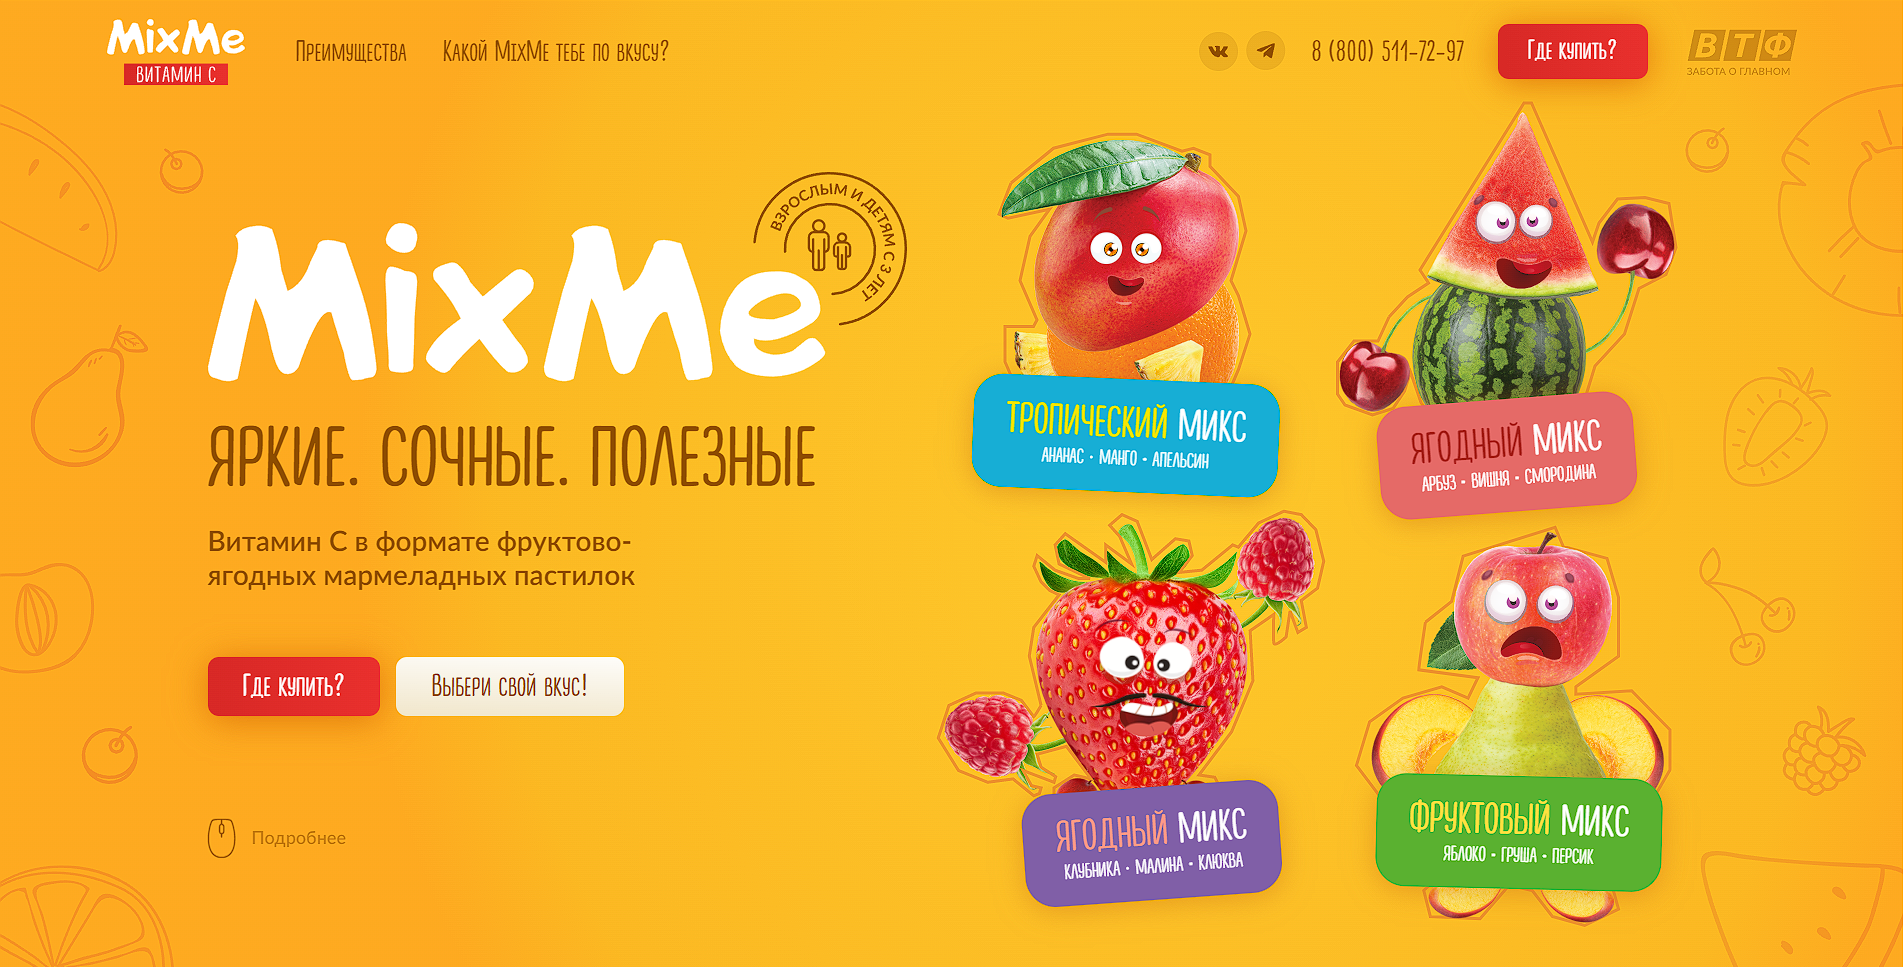 MixMe
ВИТАМИН С
Преимущества
Какой MixMe тебе по вкусу?
8 (800) 511-72-97
Где купить?
ВТФ
ЗАБОТА О ГЛАВНОМ
ВЗРОСЛЫМ И ДЕТЯМ С 3 ЛЕТ
MixMe
ЯРКИЕ. СОЧНЫЕ. ПОЛЕЗНЫЕ
Витамин С в формате фруктово-
ягодных мармеладных пастилок
Где купить?
Выбери свой вкус!
Подробнее
ТРОПИЧЕСКИЙ МИКС
АНАНАС • МАНГО • АПЕЛЬСИН
ЯГОДНЫЙ МИКС
АРБУЗ • ВИШНЯ • СМОРОДИНА
ЯГОДНЫЙ МИКС
КЛУБНИКА • МАЛИНА • КЛЮКВА
ФРУКТОВЫЙ МИКС
ЯБЛОКО • ГРУША • ПЕРСИК